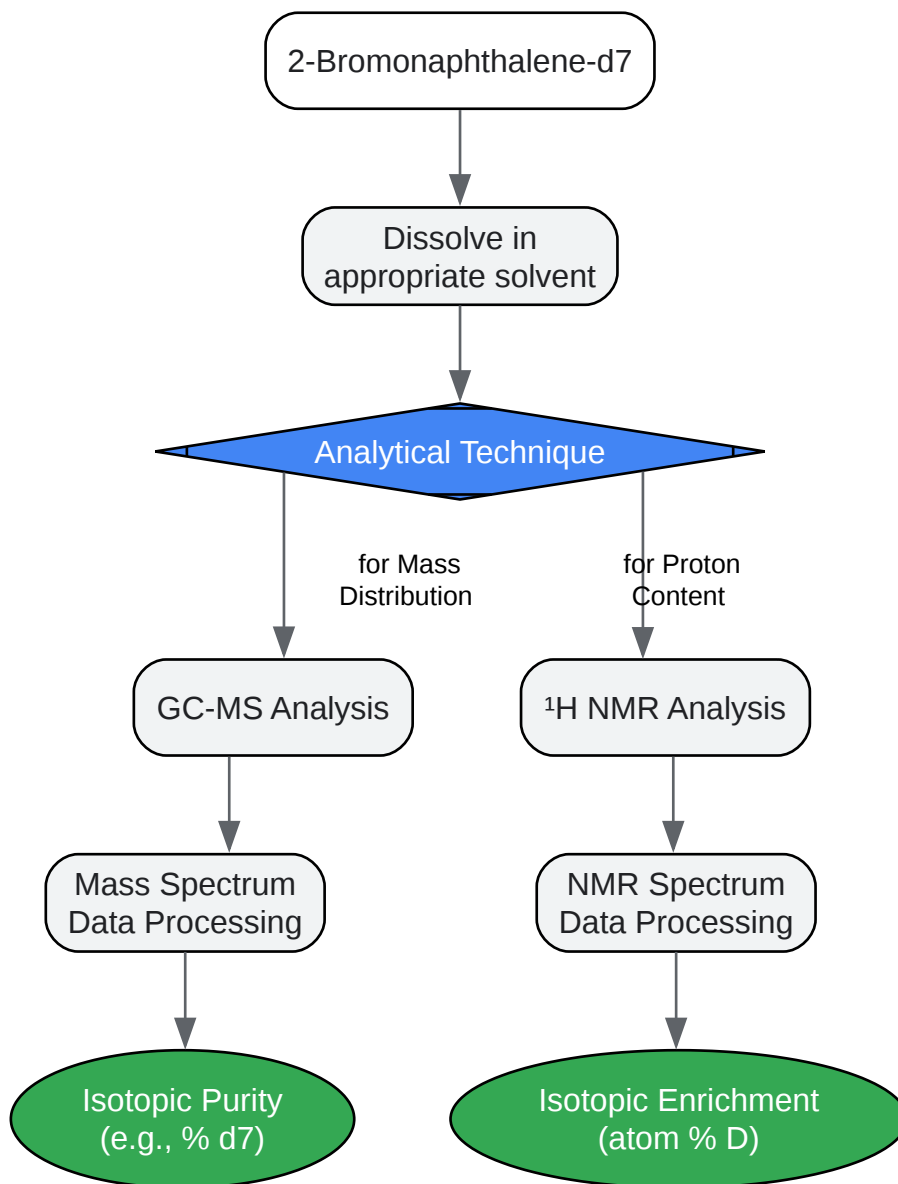 2-Bromonaphthalene-d7
Dissolve in
appropriate solvent
Analytical Technique
for Mass
Distribution
for Proton
Content
GC-MS Analysis
¹H NMR Analysis
Mass Spectrum
Data Processing
NMR Spectrum
Data Processing
Isotopic Purity
(e.g., % d7)
Isotopic Enrichment
(atom % D)